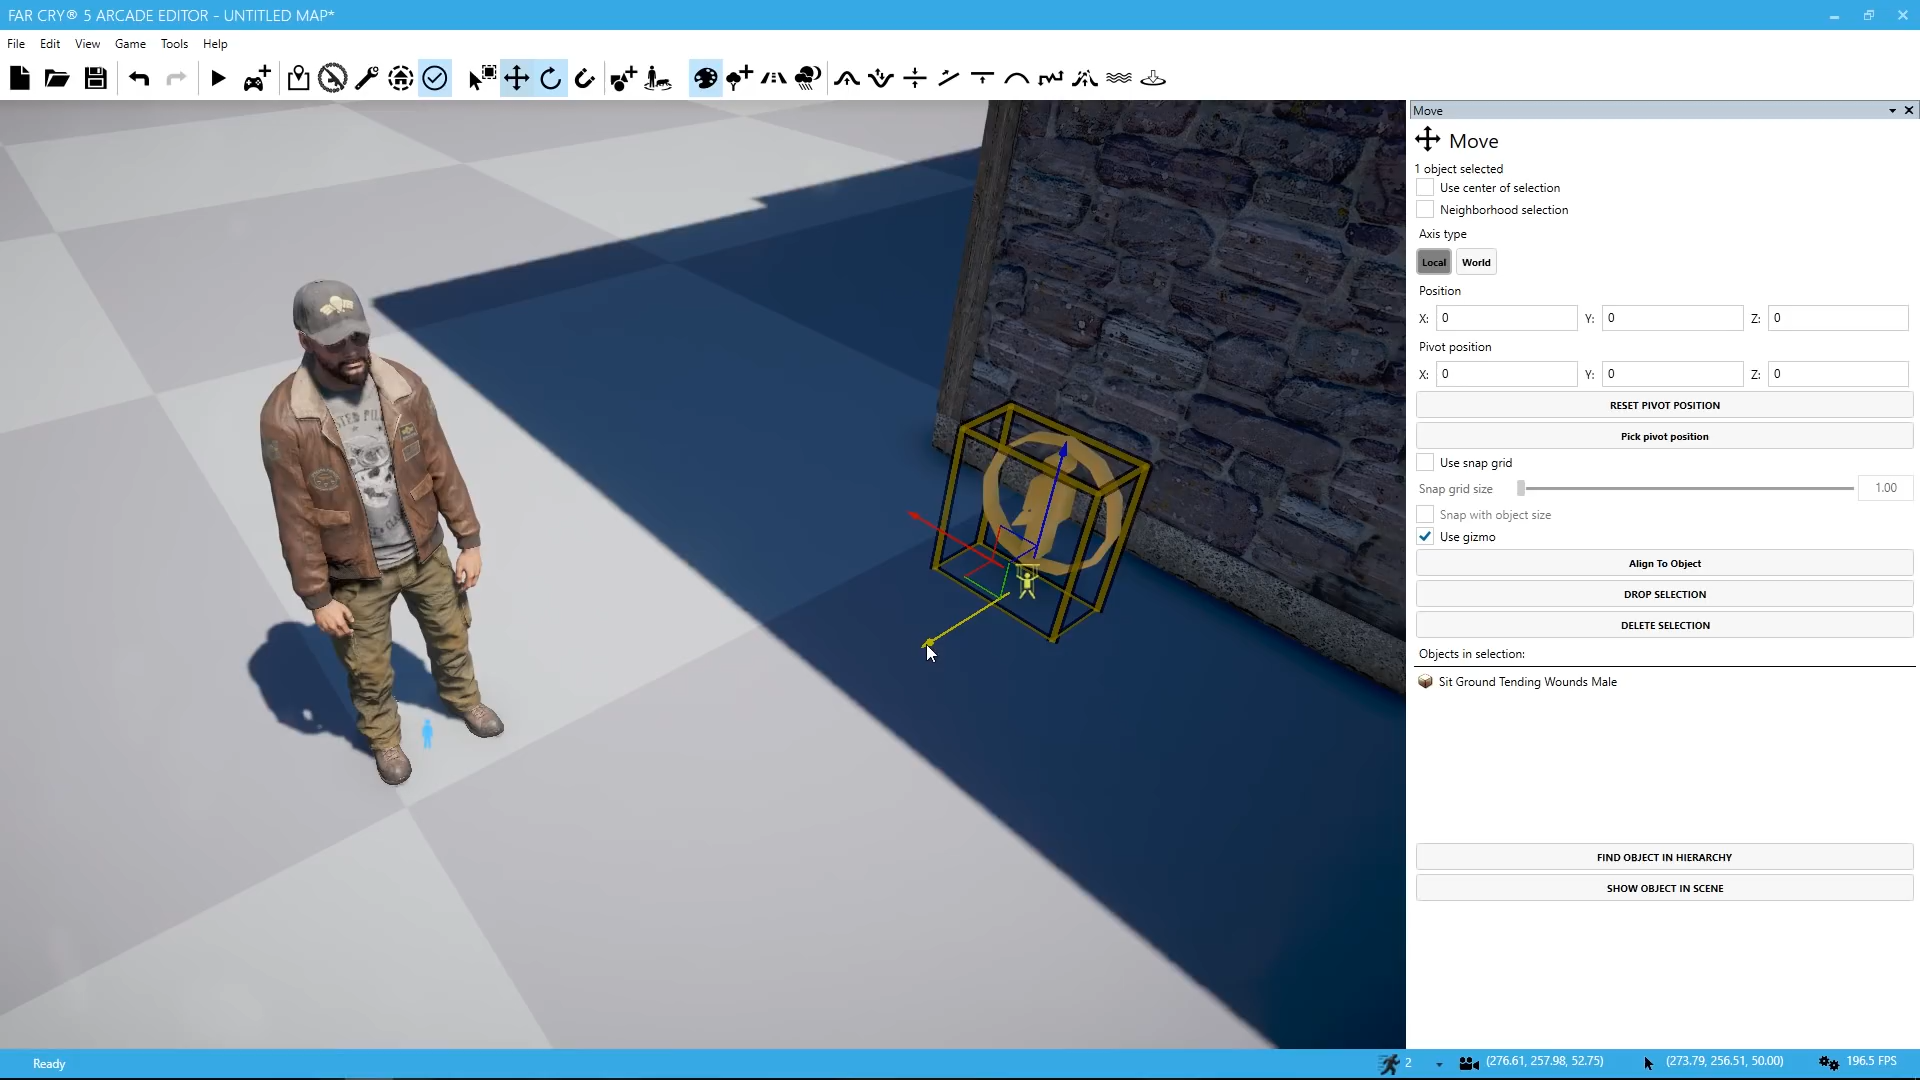 FAR CRY® 5 ARCADE EDITOR - UNTITLED MAP*
File Edit View Game Tools Help
Move
Move
1 object selected
Use center of selection
Neighborhood selection
Axis type
Local World
Position
X: 0 Y: 0 Z: 0
Pivot position
X: 0 Y: 0 Z: 0
RESET PIVOT POSITION
Pick pivot position
Use snap grid
Snap grid size 1.00
Snap with object size
Use gizmo
Align To Object
DROP SELECTION
DELETE SELECTION
Objects in selection:
Sit Ground Tending Wounds Male
FIND OBJECT IN HIERARCHY
SHOW OBJECT IN SCENE
Ready 2 (276.61, 257.98, 52.75) (273.79, 256.51, 50.00) 196.5 FPS